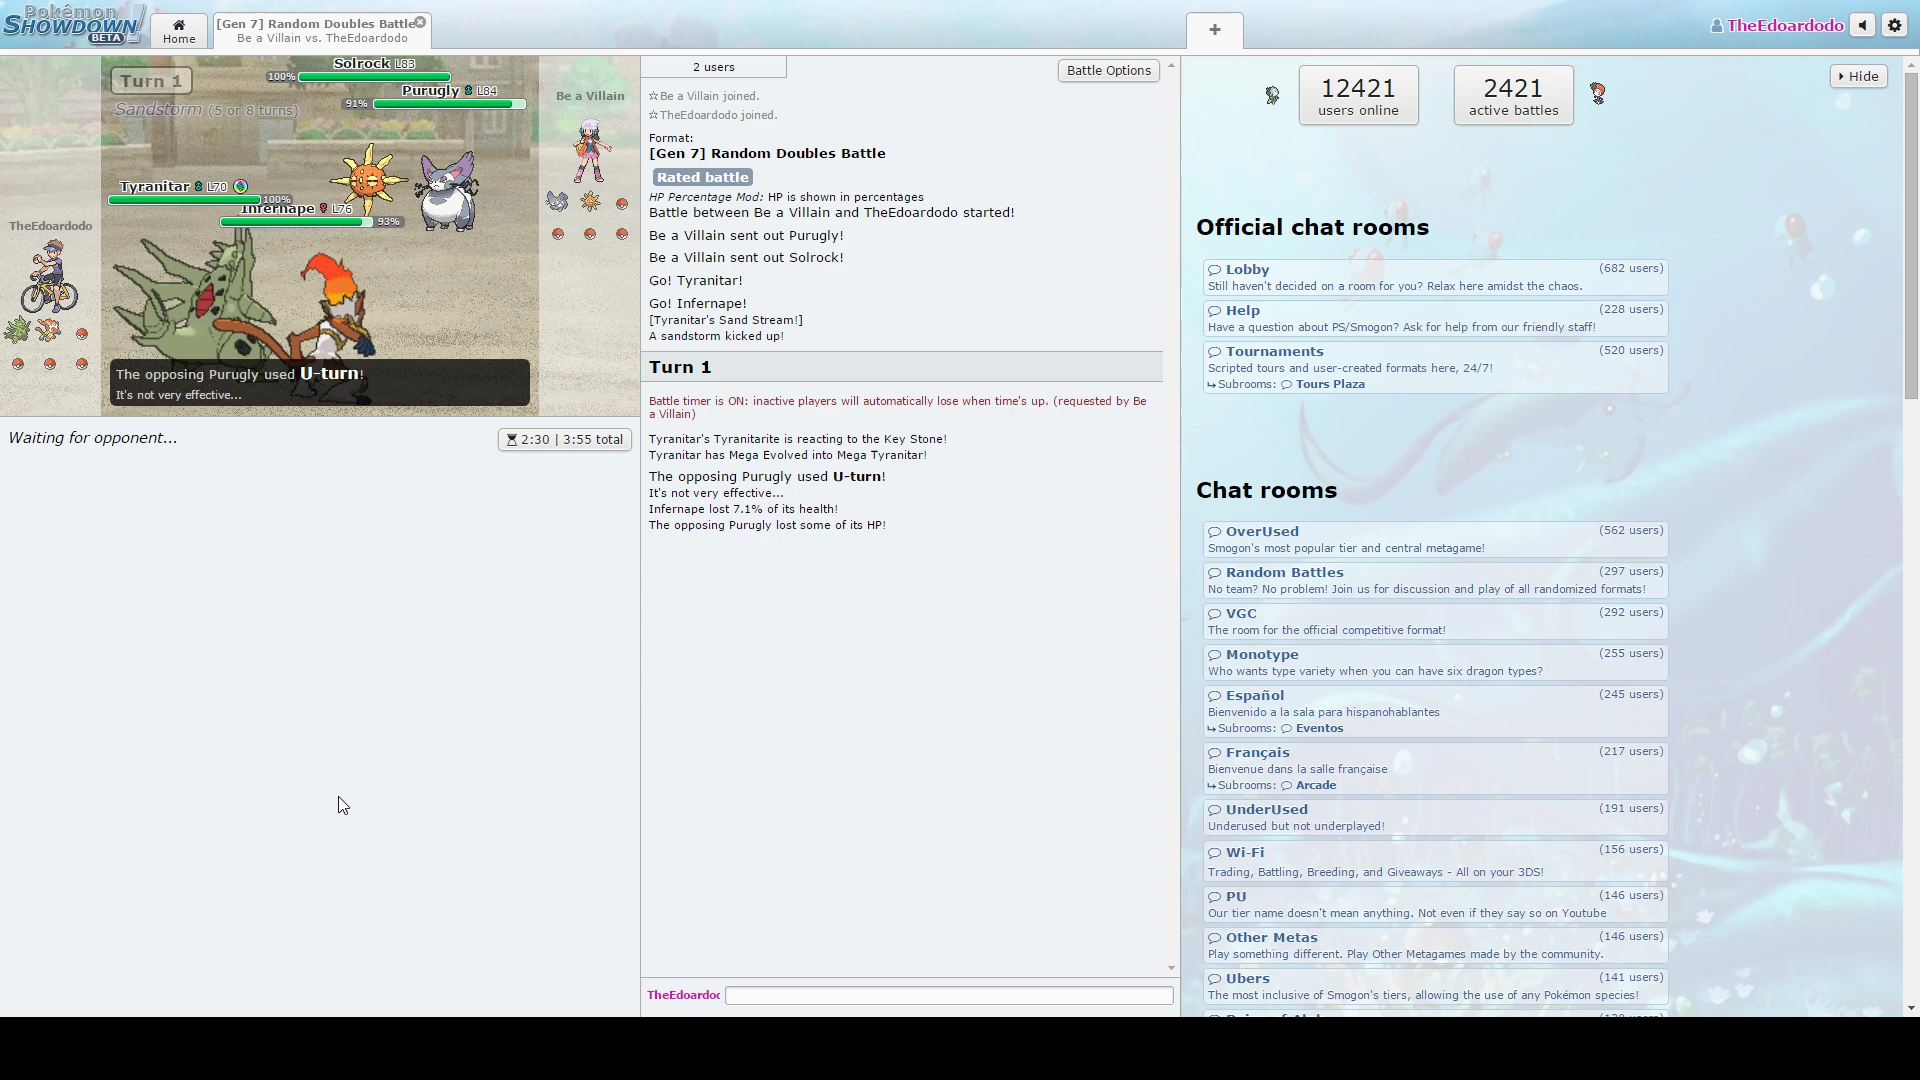 Pokémon
SHOWDOWN!
BETA
Home
[Gen 7] Random Doubles Battle
Be a Villain vs. TheEdoardodo
+
TheEdoardodo
Turn 1
Sandstorm (5 or 8 turns)
Solrock L83
100%
Purugly L84
91%
Tyranitar L70
100%
Infernape L76
93%
TheEdoardodo
Be a Villain
The opposing Purugly used U-turn!
It's not very effective...
Waiting for opponent...
2:30 | 3:55 total
2 users
Battle Options
☆Be a Villain joined.
☆TheEdoardodo joined.
Format:
[Gen 7] Random Doubles Battle
Rated battle
HP Percentage Mod: HP is shown in percentages
Battle between Be a Villain and TheEdoardodo started!
Be a Villain sent out Purugly!
Be a Villain sent out Solrock!
Go! Tyranitar!
Go! Infernape!
[Tyranitar's Sand Stream!]
A sandstorm kicked up!
Turn 1
Battle timer is ON: inactive players will automatically lose when time's up. (requested by Be
a Villain)
Tyranitar's Tyranitarite is reacting to the Key Stone!
Tyranitar has Mega Evolved into Mega Tyranitar!
The opposing Purugly used U-turn!
It's not very effective...
Infernape lost 7.1% of its health!
The opposing Purugly lost some of its HP!
TheEdoardoc
12421
users online
2421
active battles
Hide
Official chat rooms
Lobby (682 users)
Still haven't decided on a room for you? Relax here amidst the chaos.
Help (228 users)
Have a question about PS/Smogon? Ask for help from our friendly staff!
Tournaments (520 users)
Scripted tours and user-created formats here, 24/7!
↳Subrooms: Tours Plaza
Chat rooms
OverUsed (562 users)
Smogon's most popular tier and central metagame!
Random Battles (297 users)
No team? No problem! Join us for discussion and play of all randomized formats!
VGC (292 users)
The room for the official competitive format!
Monotype (255 users)
Who wants type variety when you can have six dragon types?
Español (245 users)
Bienvenido a la sala para hispanohablantes
↳Subrooms: Eventos
Français (217 users)
Bienvenue dans la salle française
↳Subrooms: Arcade
UnderUsed (191 users)
Underused but not underplayed!
Wi-Fi (156 users)
Trading, Battling, Breeding, and Giveaways - All on your 3DS!
PU (146 users)
Our tier name doesn't mean anything. Not even if they say so on Youtube
Other Metas (146 users)
Play something different. Play Other Metagames made by the community.
Ubers (141 users)
The most inclusive of Smogon's tiers, allowing the use of any Pokémon species!